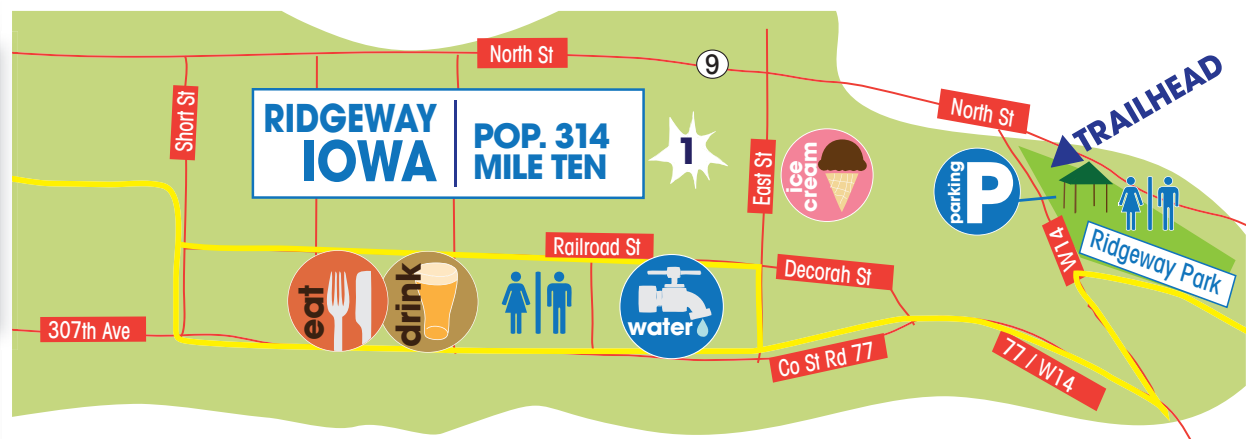 North St
9
Short St
RIDGEWAY
IOWA
POP. 314
MILE TEN
1
East St
ice
cream
North St
TRAILHEAD
parking
P
W14
Ridgeway Park
Railroad St
Decorah St
eat
drink
water
307th Ave
Co St Rd 77
77 / W14